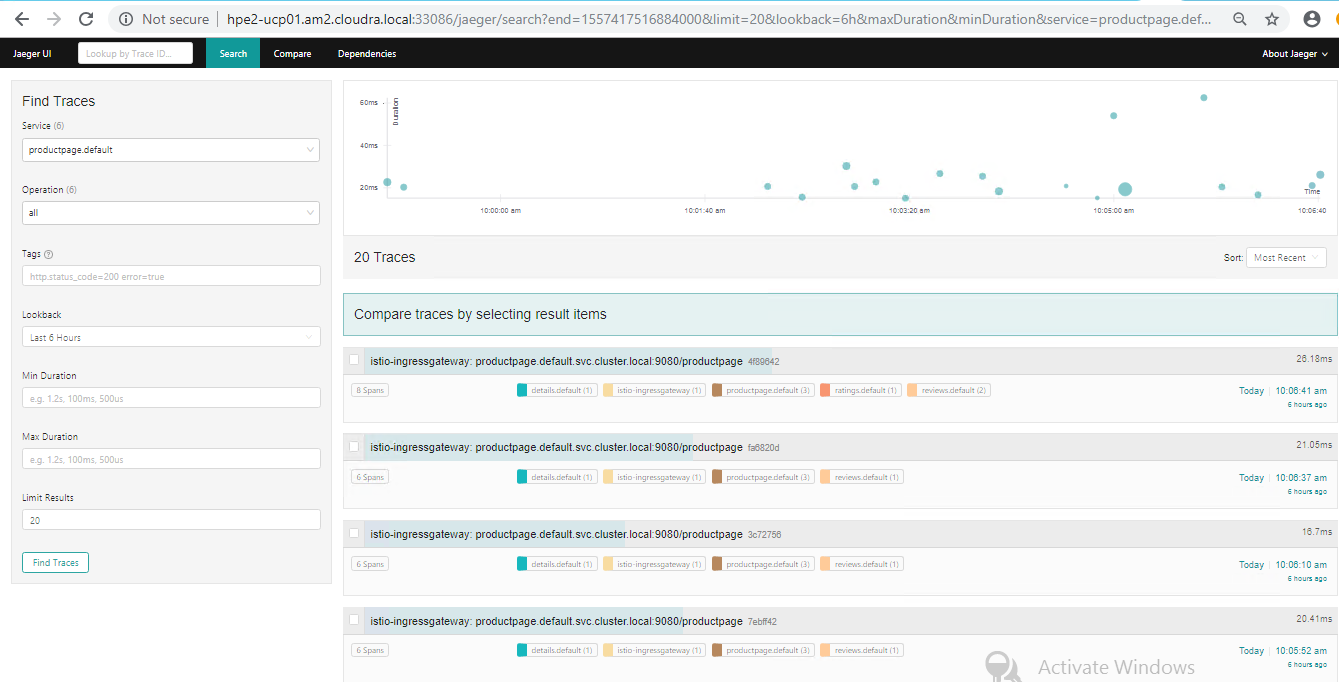 Not secure | hpe2-ucp01.am2.cloudra.local:33086/jaeger/search?end=1557417516884000&limit=20&lookback=6h&maxDuration&minDuration&service=productpage.def...
Jaeger UI
Lookup by Trace ID...
Search
Compare
Dependencies
About Jaeger
Find Traces
Service (6)
productpage.default
Operation (6)
all
Tags
http.status_code=200 error=true
Lookback
Last 6 Hours
Min Duration
e.g. 1.2s, 100ms, 500us
Max Duration
e.g. 1.2s, 100ms, 500us
Limit Results
20
Find Traces
Duration
60ms
40ms
20ms
Time
10:00:00 am 10:01:40 am 10:03:20 am 10:05:00 am 10:06:40
20 Traces
Sort: Most Recent
Compare traces by selecting result items
istio-ingressgateway: productpage.default.svc.cluster.local:9080/productpage 4f89642 26.18ms
8 Spans details.default (1) istio-ingressgateway (1) productpage.default (3) ratings.default (1) reviews.default (2) Today | 10:06:41 am
6 hours ago
istio-ingressgateway: productpage.default.svc.cluster.local:9080/productpage fa6820d 21.05ms
6 Spans details.default (1) istio-ingressgateway (1) productpage.default (3) reviews.default (1) Today | 10:06:37 am
6 hours ago
istio-ingressgateway: productpage.default.svc.cluster.local:9080/productpage 3c72756 16.7ms
6 Spans details.default (1) istio-ingressgateway (1) productpage.default (3) reviews.default (1) Today | 10:06:10 am
6 hours ago
istio-ingressgateway: productpage.default.svc.cluster.local:9080/productpage 7ebff42 20.41ms
6 Spans details.default (1) istio-ingressgateway (1) productpage.default (3) reviews.default (1) Today | 10:05:52 am
6 hours ago
Activate Windows